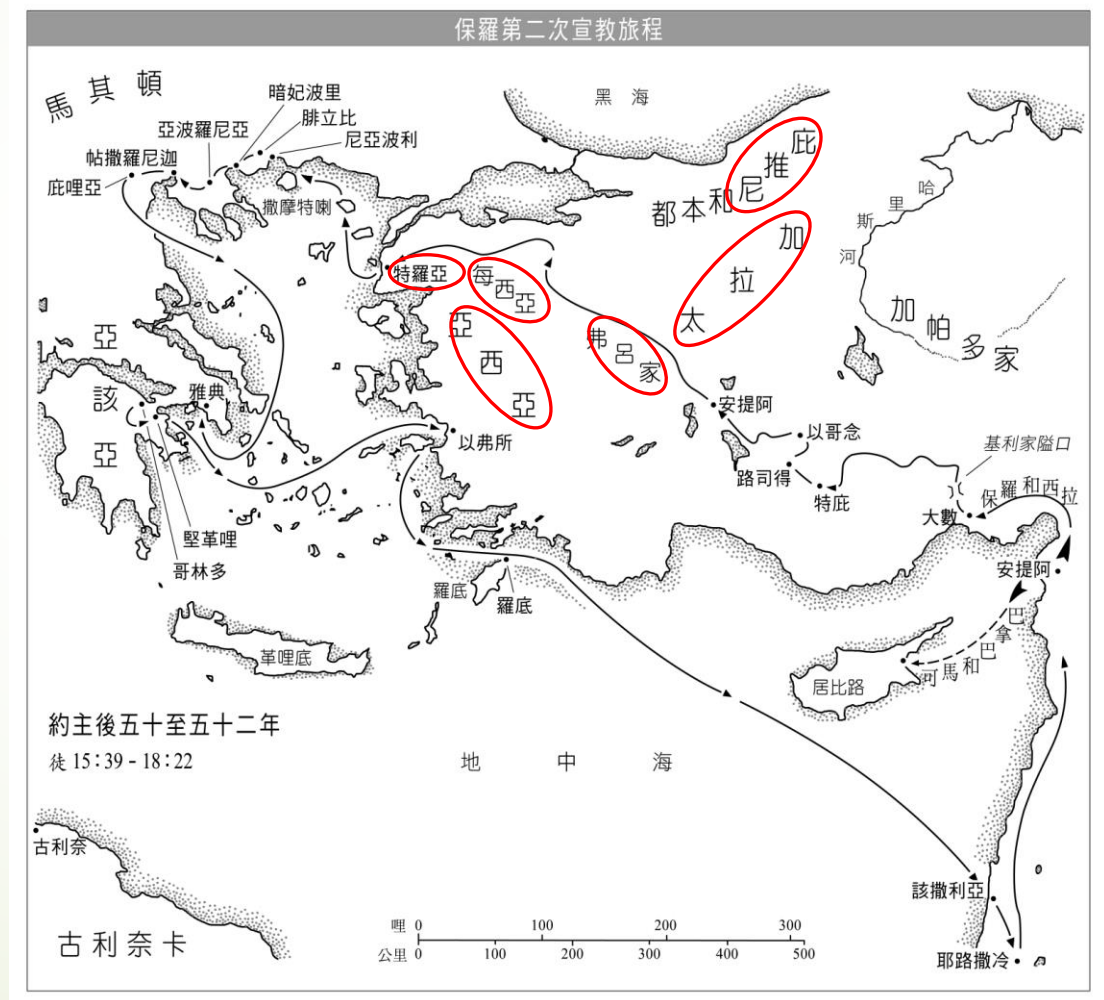 保羅第二次宣教旅程
馬其頓
暗妃波里
腓立比
亞波羅尼亞
尼亞波利
帖撒羅尼迦
庇哩亞
撒摩特喇
黑海
庇推尼
都本和
加拉太
哈里斯河
加帕多家
特羅亞
每西亞
亞西亞
弗呂家
亞該亞
雅典
以弗所
安提阿
以哥念
路司得
特庇
基利家隘口
保羅和西拉
大數
安提阿
堅革哩
哥林多
羅底
羅底
革哩底
巴拿巴和馬可
居比路
約主後五十至五十二年
徒 15:39 - 18:22
地中海
古利奈
古利奈卡
該撒利亞
耶路撒冷
哩 0 100 200 300
公里 0 100 200 300 400 500